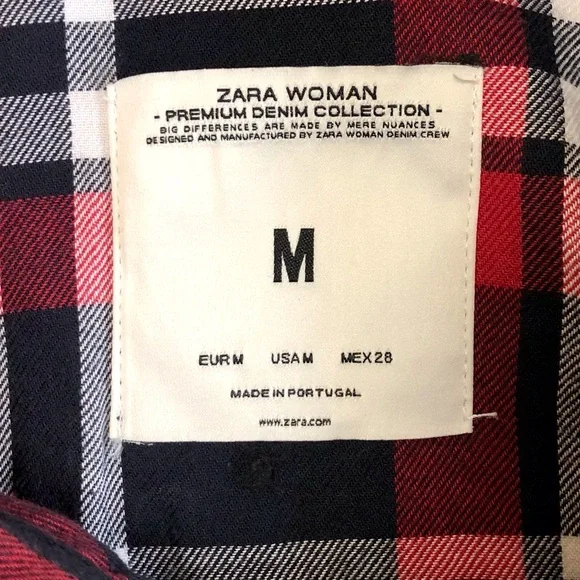 ZARA WOMAN
- PREMIUM DENIM COLLECTION -
BIG DIFFERENCES ARE MADE BY MERE NUANCES
DESIGNED AND MANUFACTURED BY ZARA WOMAN DENIM CREW
M
EUR M USA M MEX 28
MADE IN PORTUGAL
www.zara.com